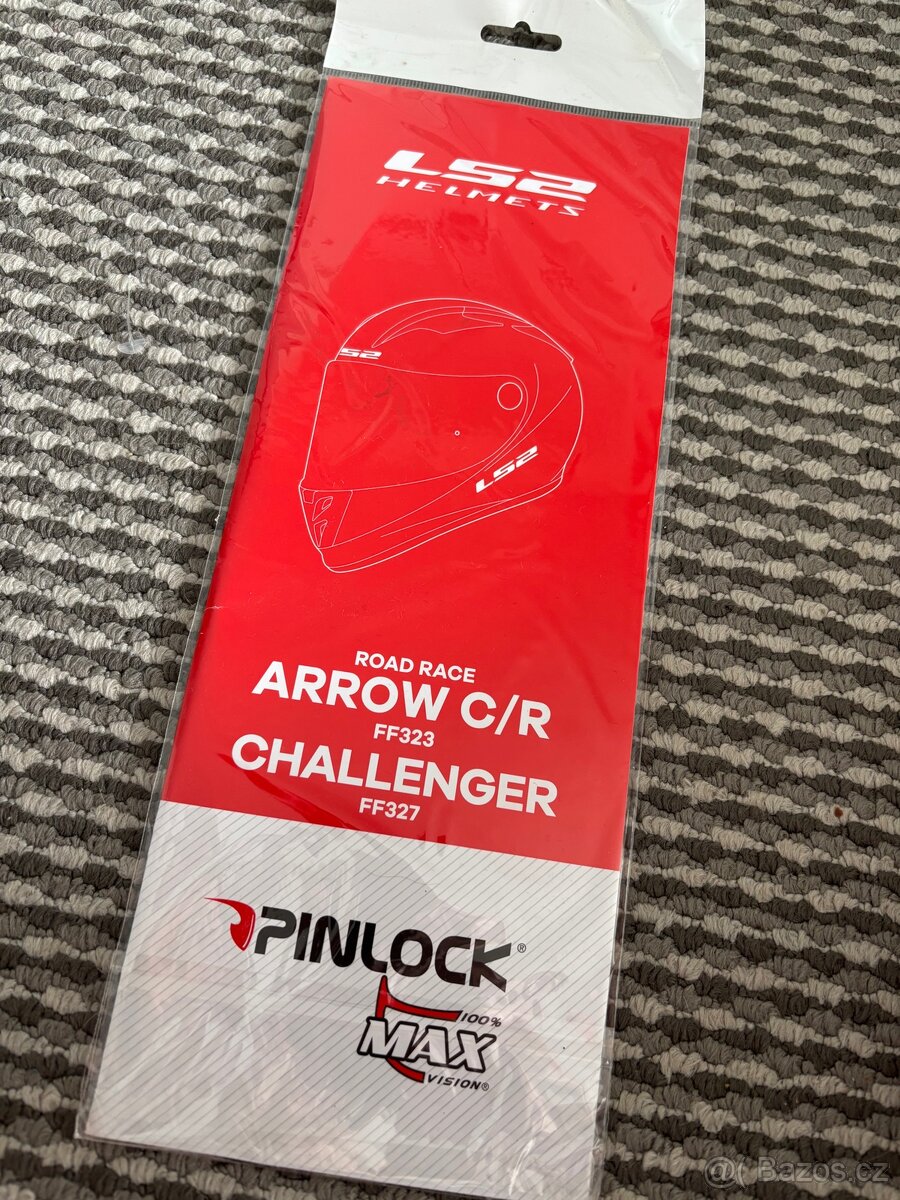 LS2
HELMETS
LS2
LS2
ROAD RACE
ARROW C/R
FF323
CHALLENGER
FF327
PINLOCK®
100%
MAX
VISION®
@( Bazos.cz